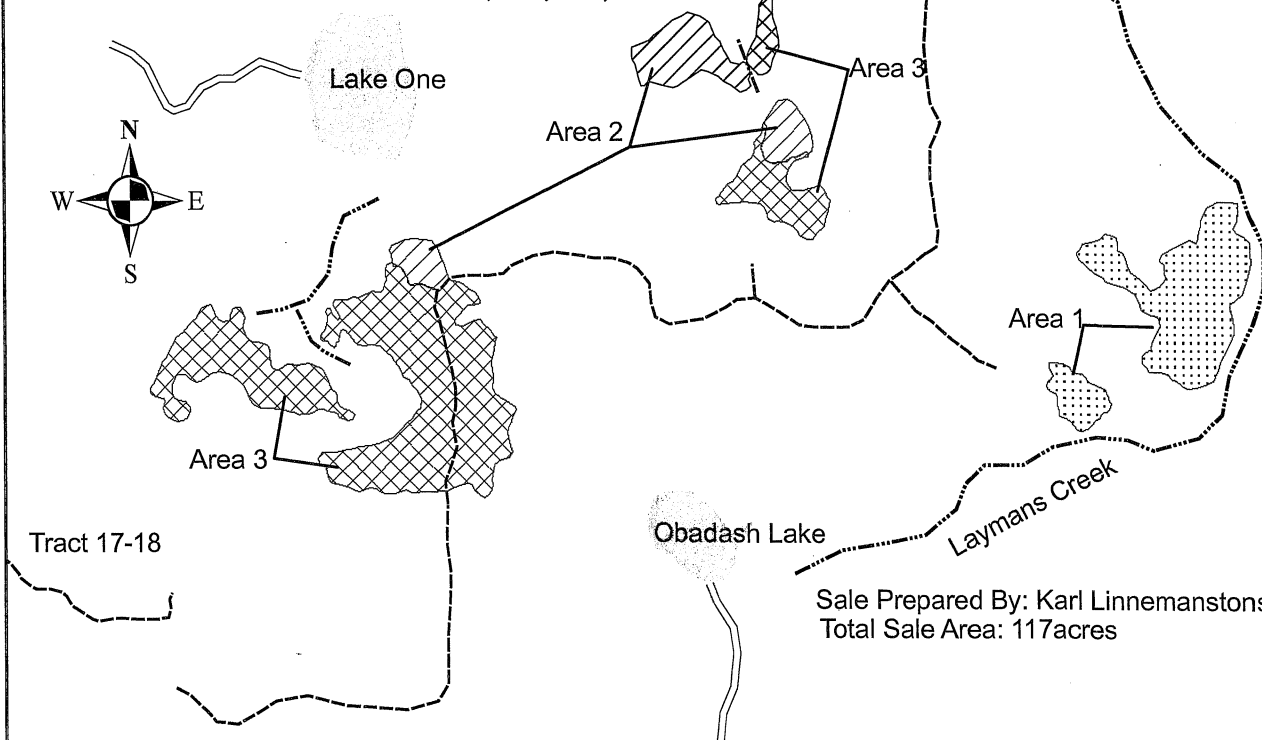 Lake One
Area 3
Area 2
N
W E
S
Area 1
Area 3
Laymans Creek
Obadash Lake
Tract 17-18
Sale Prepared By: Karl Linnemanstons
Total Sale Area: 117acres